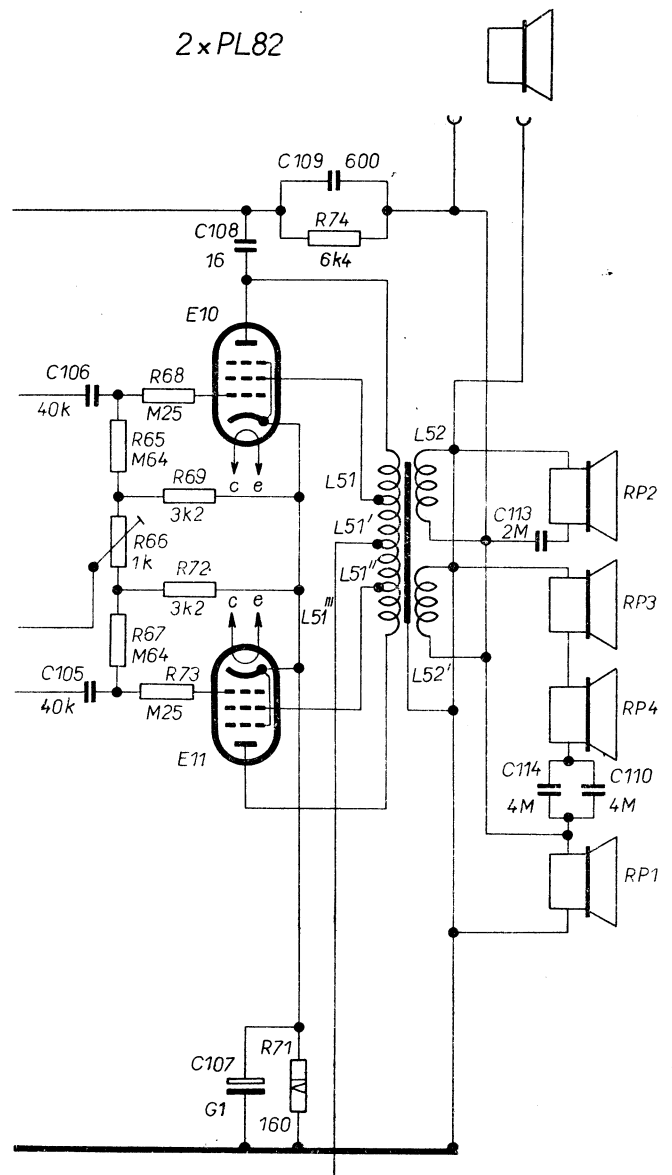 2 x PL82
C109
600
R74
6k4
C108
16
E10
C106
40k
R68
M25
R65
M64
R69
3k2
c
e
L51
L52
C113
2M
RP2
R66
1k
L51'
L51''
R72
3k2
c
e
L51'''
RP3
R67
M64
L52'
C105
40k
R73
M25
RP4
E11
C114
4M
C110
4M
RP1
C107
G1
R71
160